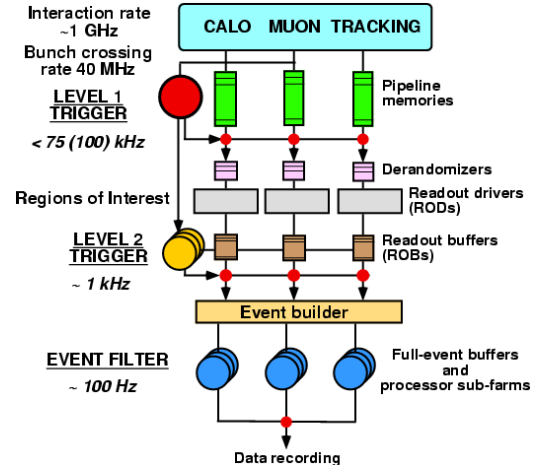 Interaction rate
~1 GHz
CALO MUON TRACKING
Bunch crossing
rate 40 MHz
LEVEL 1
TRIGGER
< 75 (100) kHz
Pipeline
memories
Derandomizers
Regions of Interest
Readout drivers
(RODs)
LEVEL 2
TRIGGER
~ 1 kHz
Readout buffers
(ROBs)
Event builder
EVENT FILTER
~ 100 Hz
Full-event buffers
and
processor sub-farms
Data recording